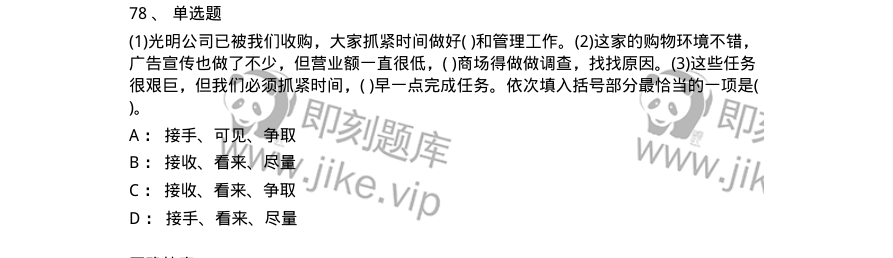 78 、 单选题
(1)光明公司已被我们收购，大家抓紧时间做好( )和管理工作。(2)这家的购物环境不错，
广告宣传也做了不少，但营业额一直很低，( )商场得做做调查，找找原因。(3)这些任务
很艰巨，但我们必须抓紧时间，( )早一点完成任务。依次填入括号部分最恰当的一项是(
)。
A ： 接手、可见、争取
B ： 接收、看来、尽量
C ： 接收、看来、争取
D ： 接手、看来、尽量
即刻题库
www.jike.vip
即刻
www.jik